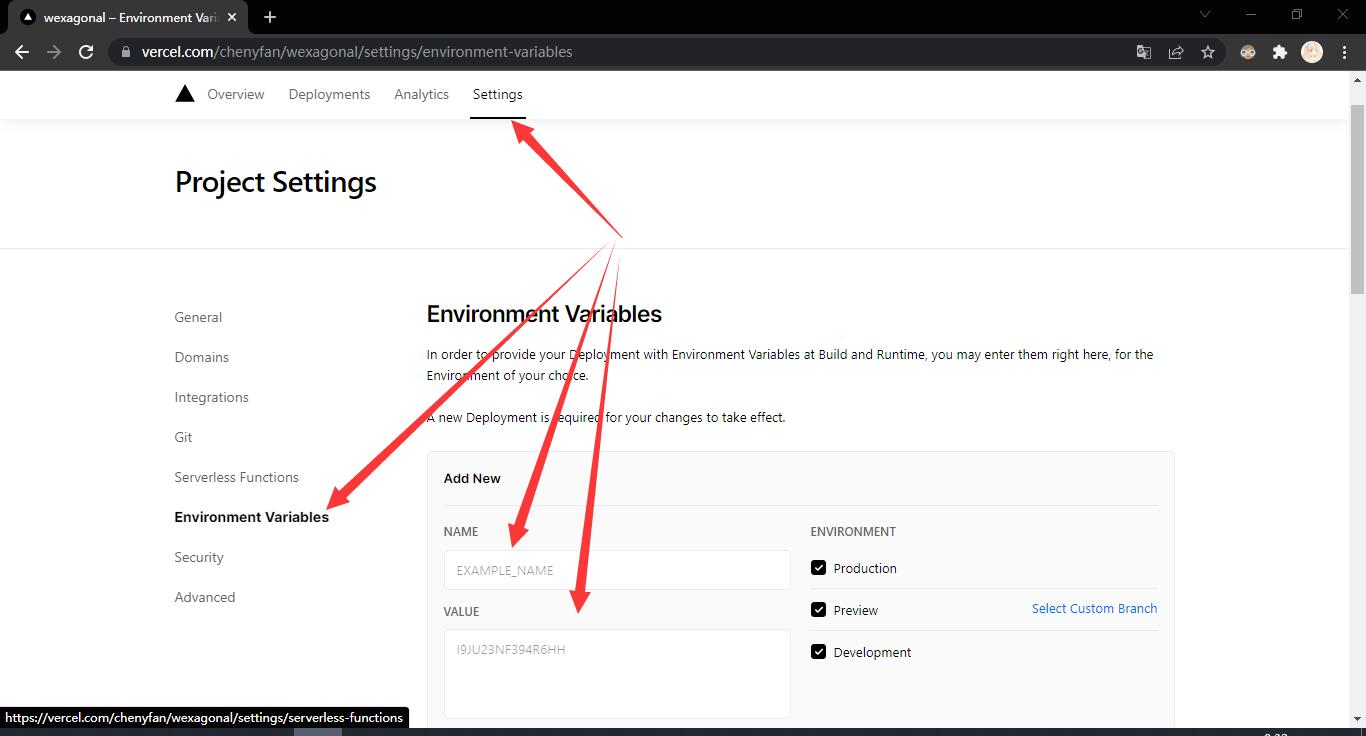 wexagonal – Environment Vari
vercel.com/chenyfan/wexagonal/settings/environment-variables
Overview Deployments Analytics Settings
Project Settings
General
Domains
Integrations
Git
Serverless Functions
Environment Variables
Security
Advanced
Environment Variables
In order to provide your Deployment with Environment Variables at Build and Runtime, you may enter them right here, for the
Environment of your choice.
A new Deployment is required for your changes to take effect.
Add New
NAME
EXAMPLE_NAME
VALUE
I9JU23NF394R6HH
ENVIRONMENT
Production
Preview Select Custom Branch
Development
https://vercel.com/chenyfan/wexagonal/settings/serverless-functions